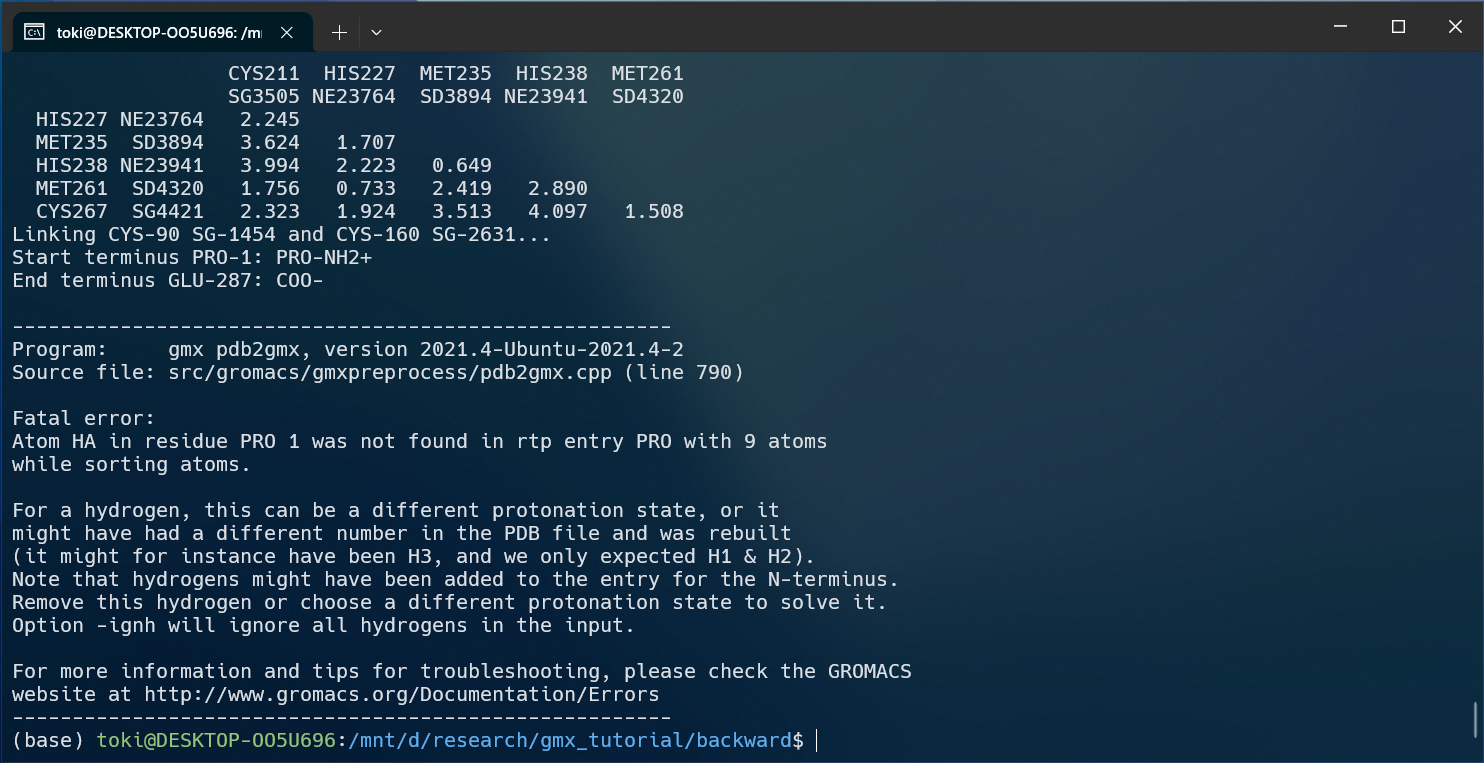 toki@DESKTOP-OO5U696: /m
CYS211 HIS227 MET235 HIS238 MET261
SG3505 NE23764 SD3894 NE23941 SD4320
HIS227 NE23764 2.245
MET235 SD3894 3.624 1.707
HIS238 NE23941 3.994 2.223 0.649
MET261 SD4320 1.756 0.733 2.419 2.890
CYS267 SG4421 2.323 1.924 3.513 4.097 1.508
Linking CYS-90 SG-1454 and CYS-160 SG-2631...
Start terminus PRO-1: PRO-NH2+
End terminus GLU-287: COO-
-------------------------------------------------------
Program:     gmx pdb2gmx, version 2021.4-Ubuntu-2021.4-2
Source file: src/gromacs/gmxpreprocess/pdb2gmx.cpp (line 790)
Fatal error:
Atom HA in residue PRO 1 was not found in rtp entry PRO with 9 atoms
while sorting atoms.
For a hydrogen, this can be a different protonation state, or it
might have had a different number in the PDB file and was rebuilt
(it might for instance have been H3, and we only expected H1 & H2).
Note that hydrogens might have been added to the entry for the N-terminus.
Remove this hydrogen or choose a different protonation state to solve it.
Option -ignh will ignore all hydrogens in the input.
For more information and tips for troubleshooting, please check the GROMACS
website at http://www.gromacs.org/Documentation/Errors
-------------------------------------------------------
(base) toki@DESKTOP-OO5U696:/mnt/d/research/gmx_tutorial/backward$